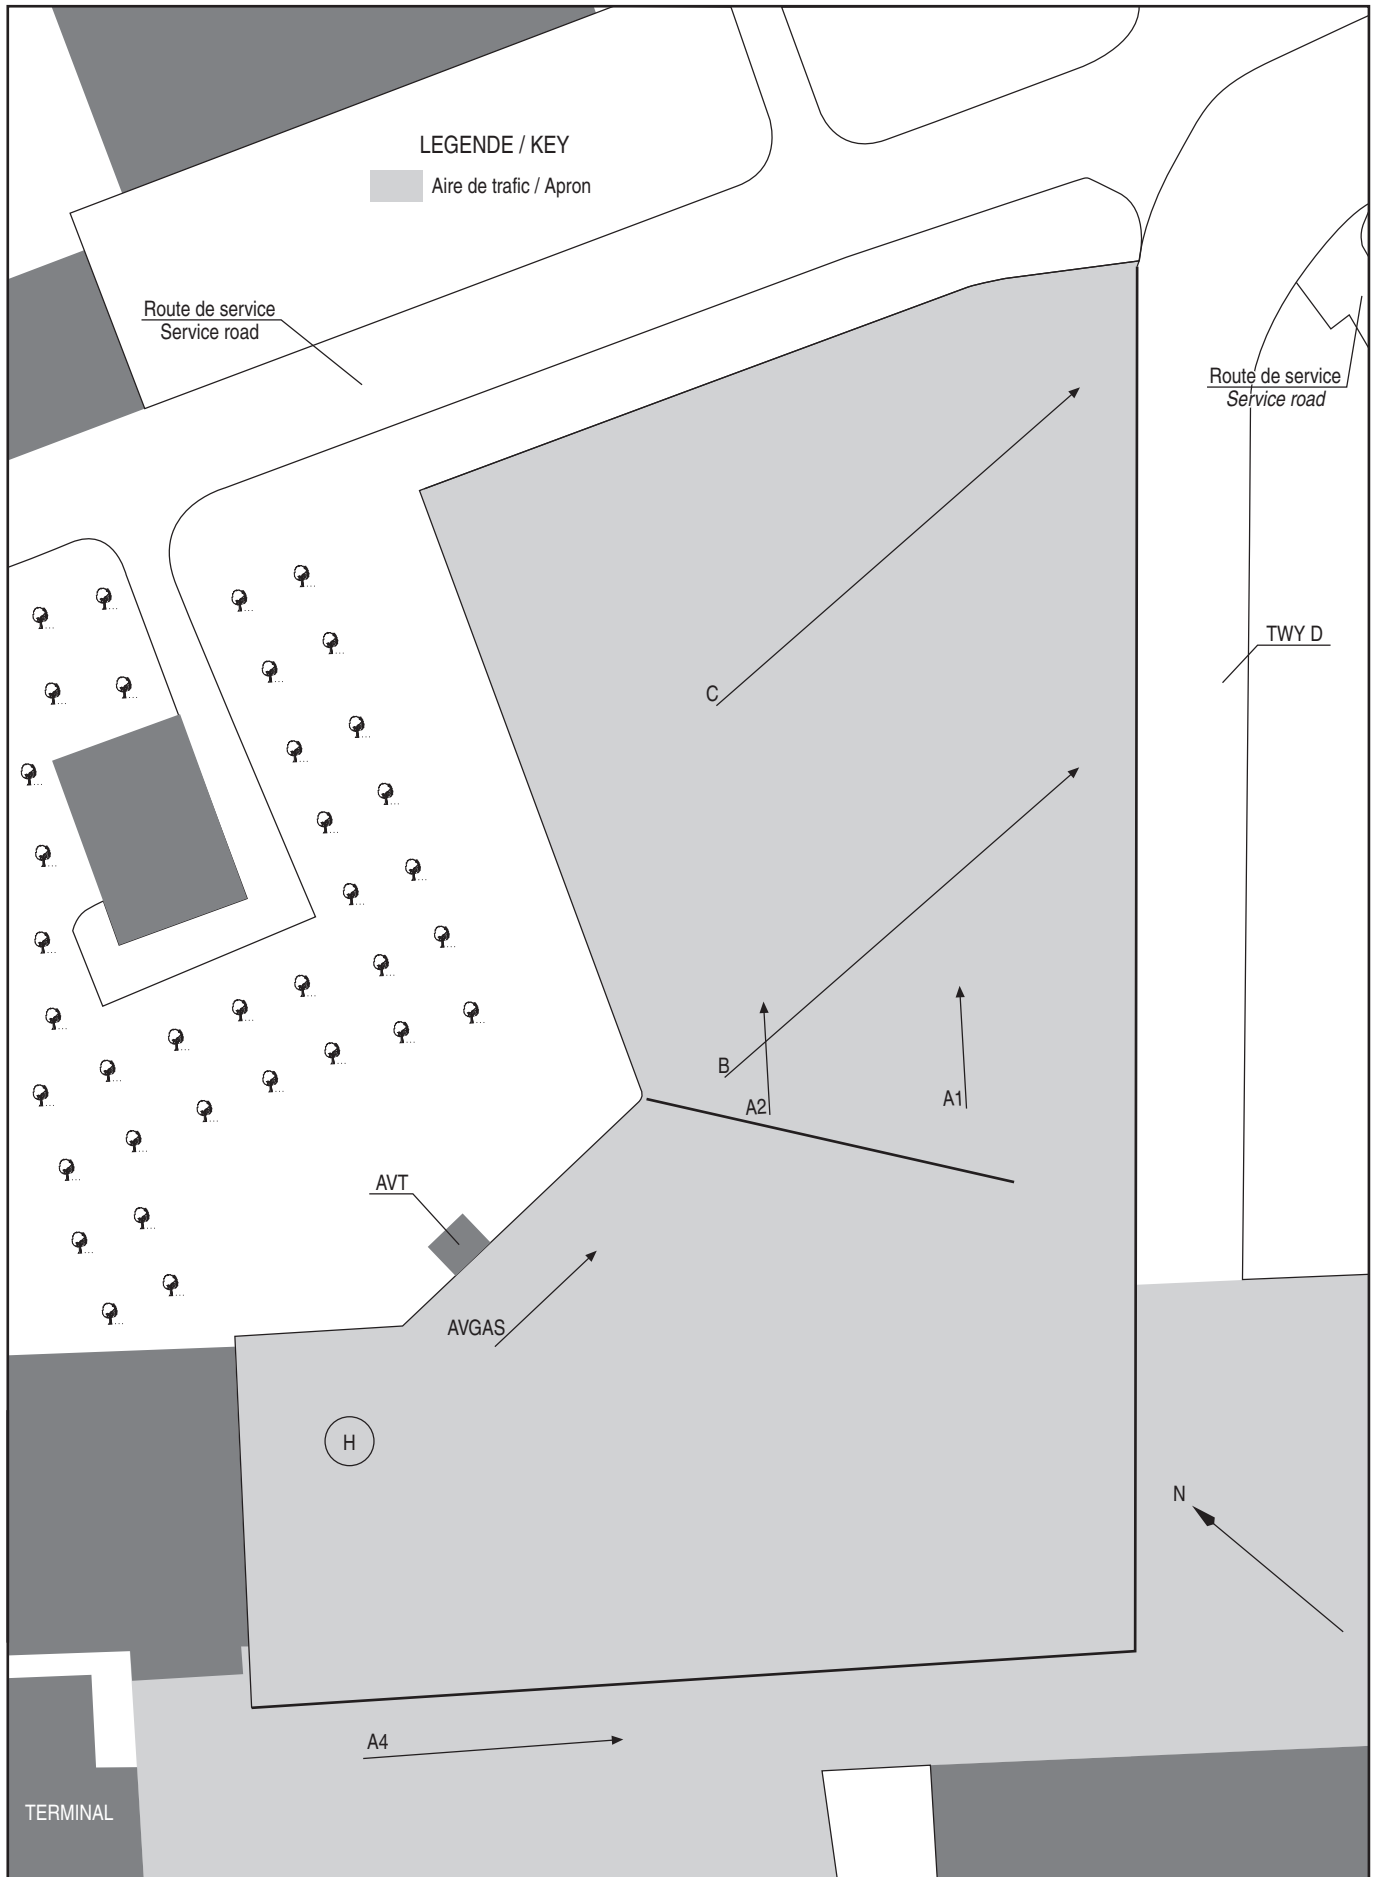 LEGENDE / KEY
Aire de trafic / Apron
Route de service
Service road
Route de service
Service road
TWY D
C
B
A2
A1
AVT
AVGAS
H
N
A4
TERMINAL